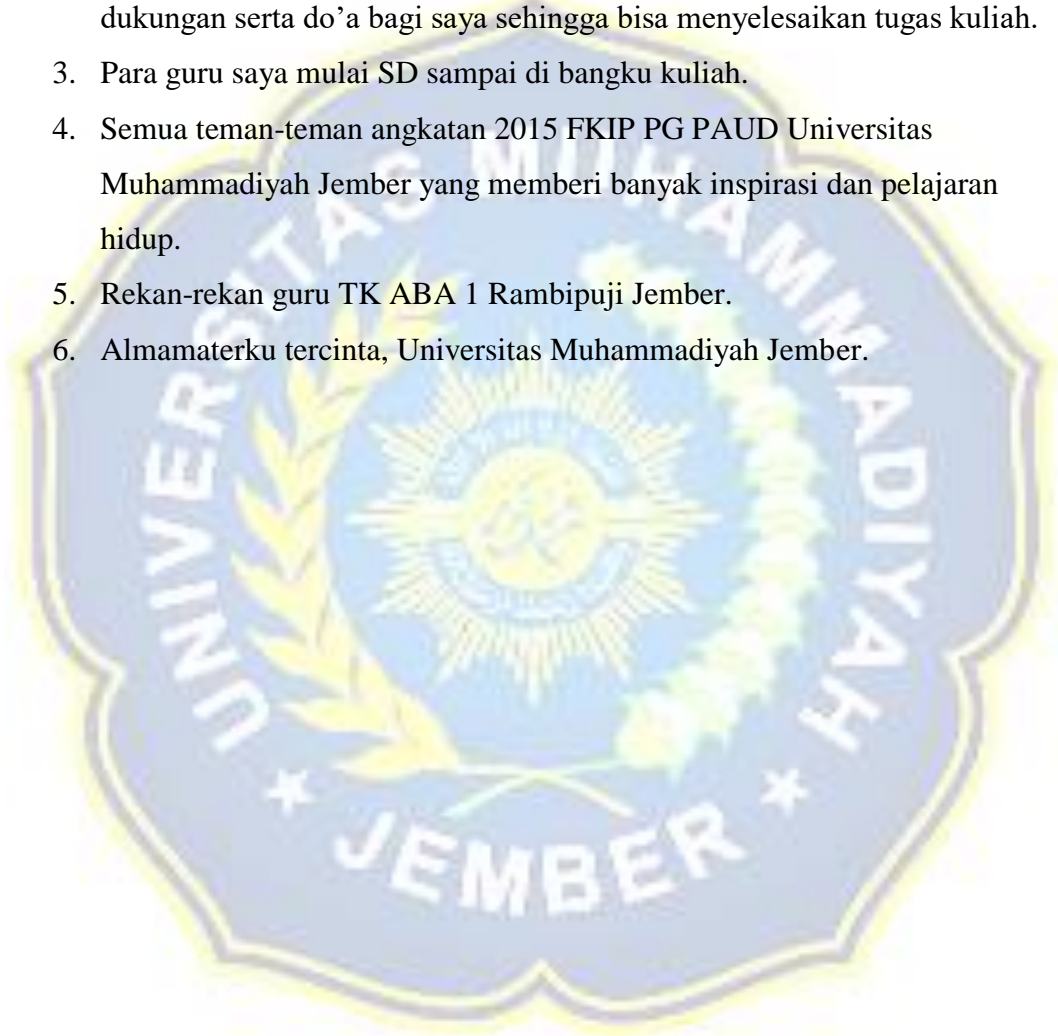 dukungan serta do’a bagi saya sehingga bisa menyelesaikan tugas kuliah.
3. Para guru saya mulai SD sampai di bangku kuliah.
4. Semua teman-teman angkatan 2015 FKIP PG PAUD Universitas
Muhammadiyah Jember yang memberi banyak inspirasi dan pelajaran
hidup.
5. Rekan-rekan guru TK ABA 1 Rambipuji Jember.
6. Almamaterku tercinta, Universitas Muhammadiyah Jember.
UNIVERSITAS MUHAMMADIYAH
JEMBER